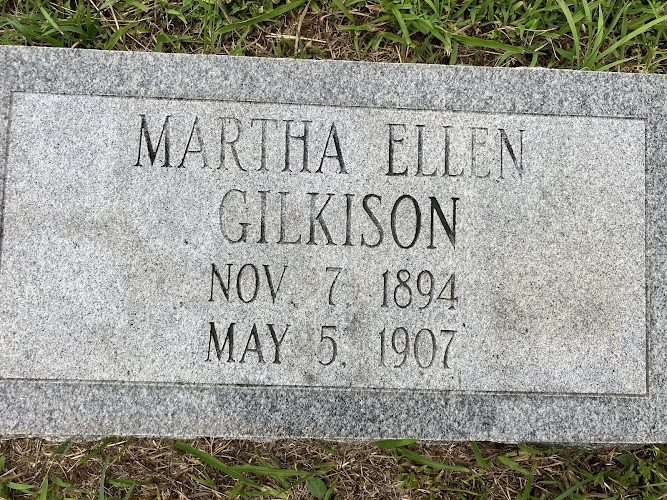 MARTHA ELLEN
GILKISON
NOV. 7, 1894
MAY 5, 1907